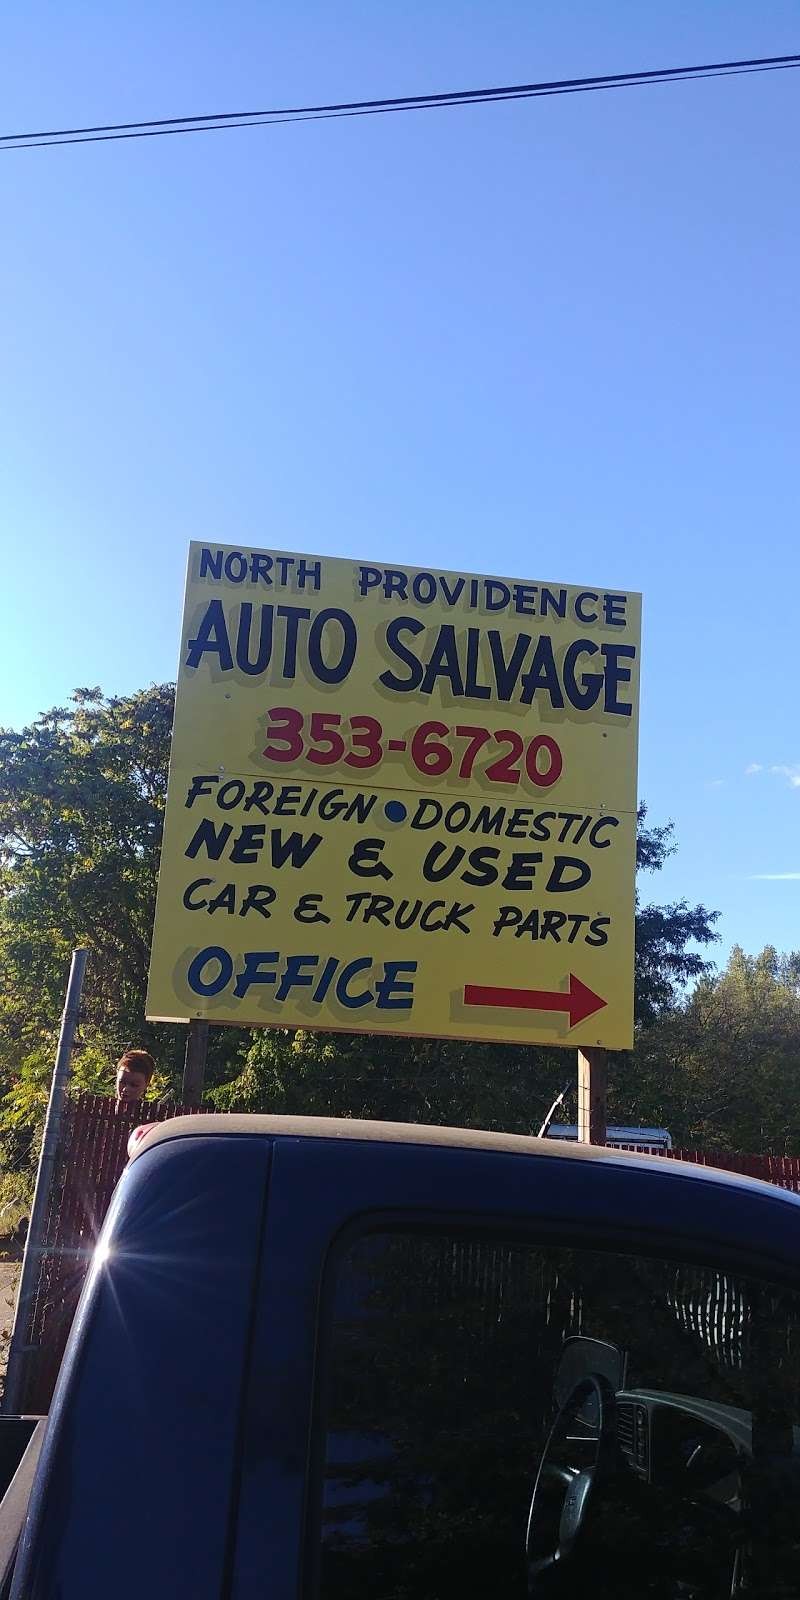 NORTH PROVIDENCE
AUTO SALVAGE
353-6720
FOREIGN • DOMESTIC
NEW & USED
CAR & TRUCK PARTS
OFFICE →